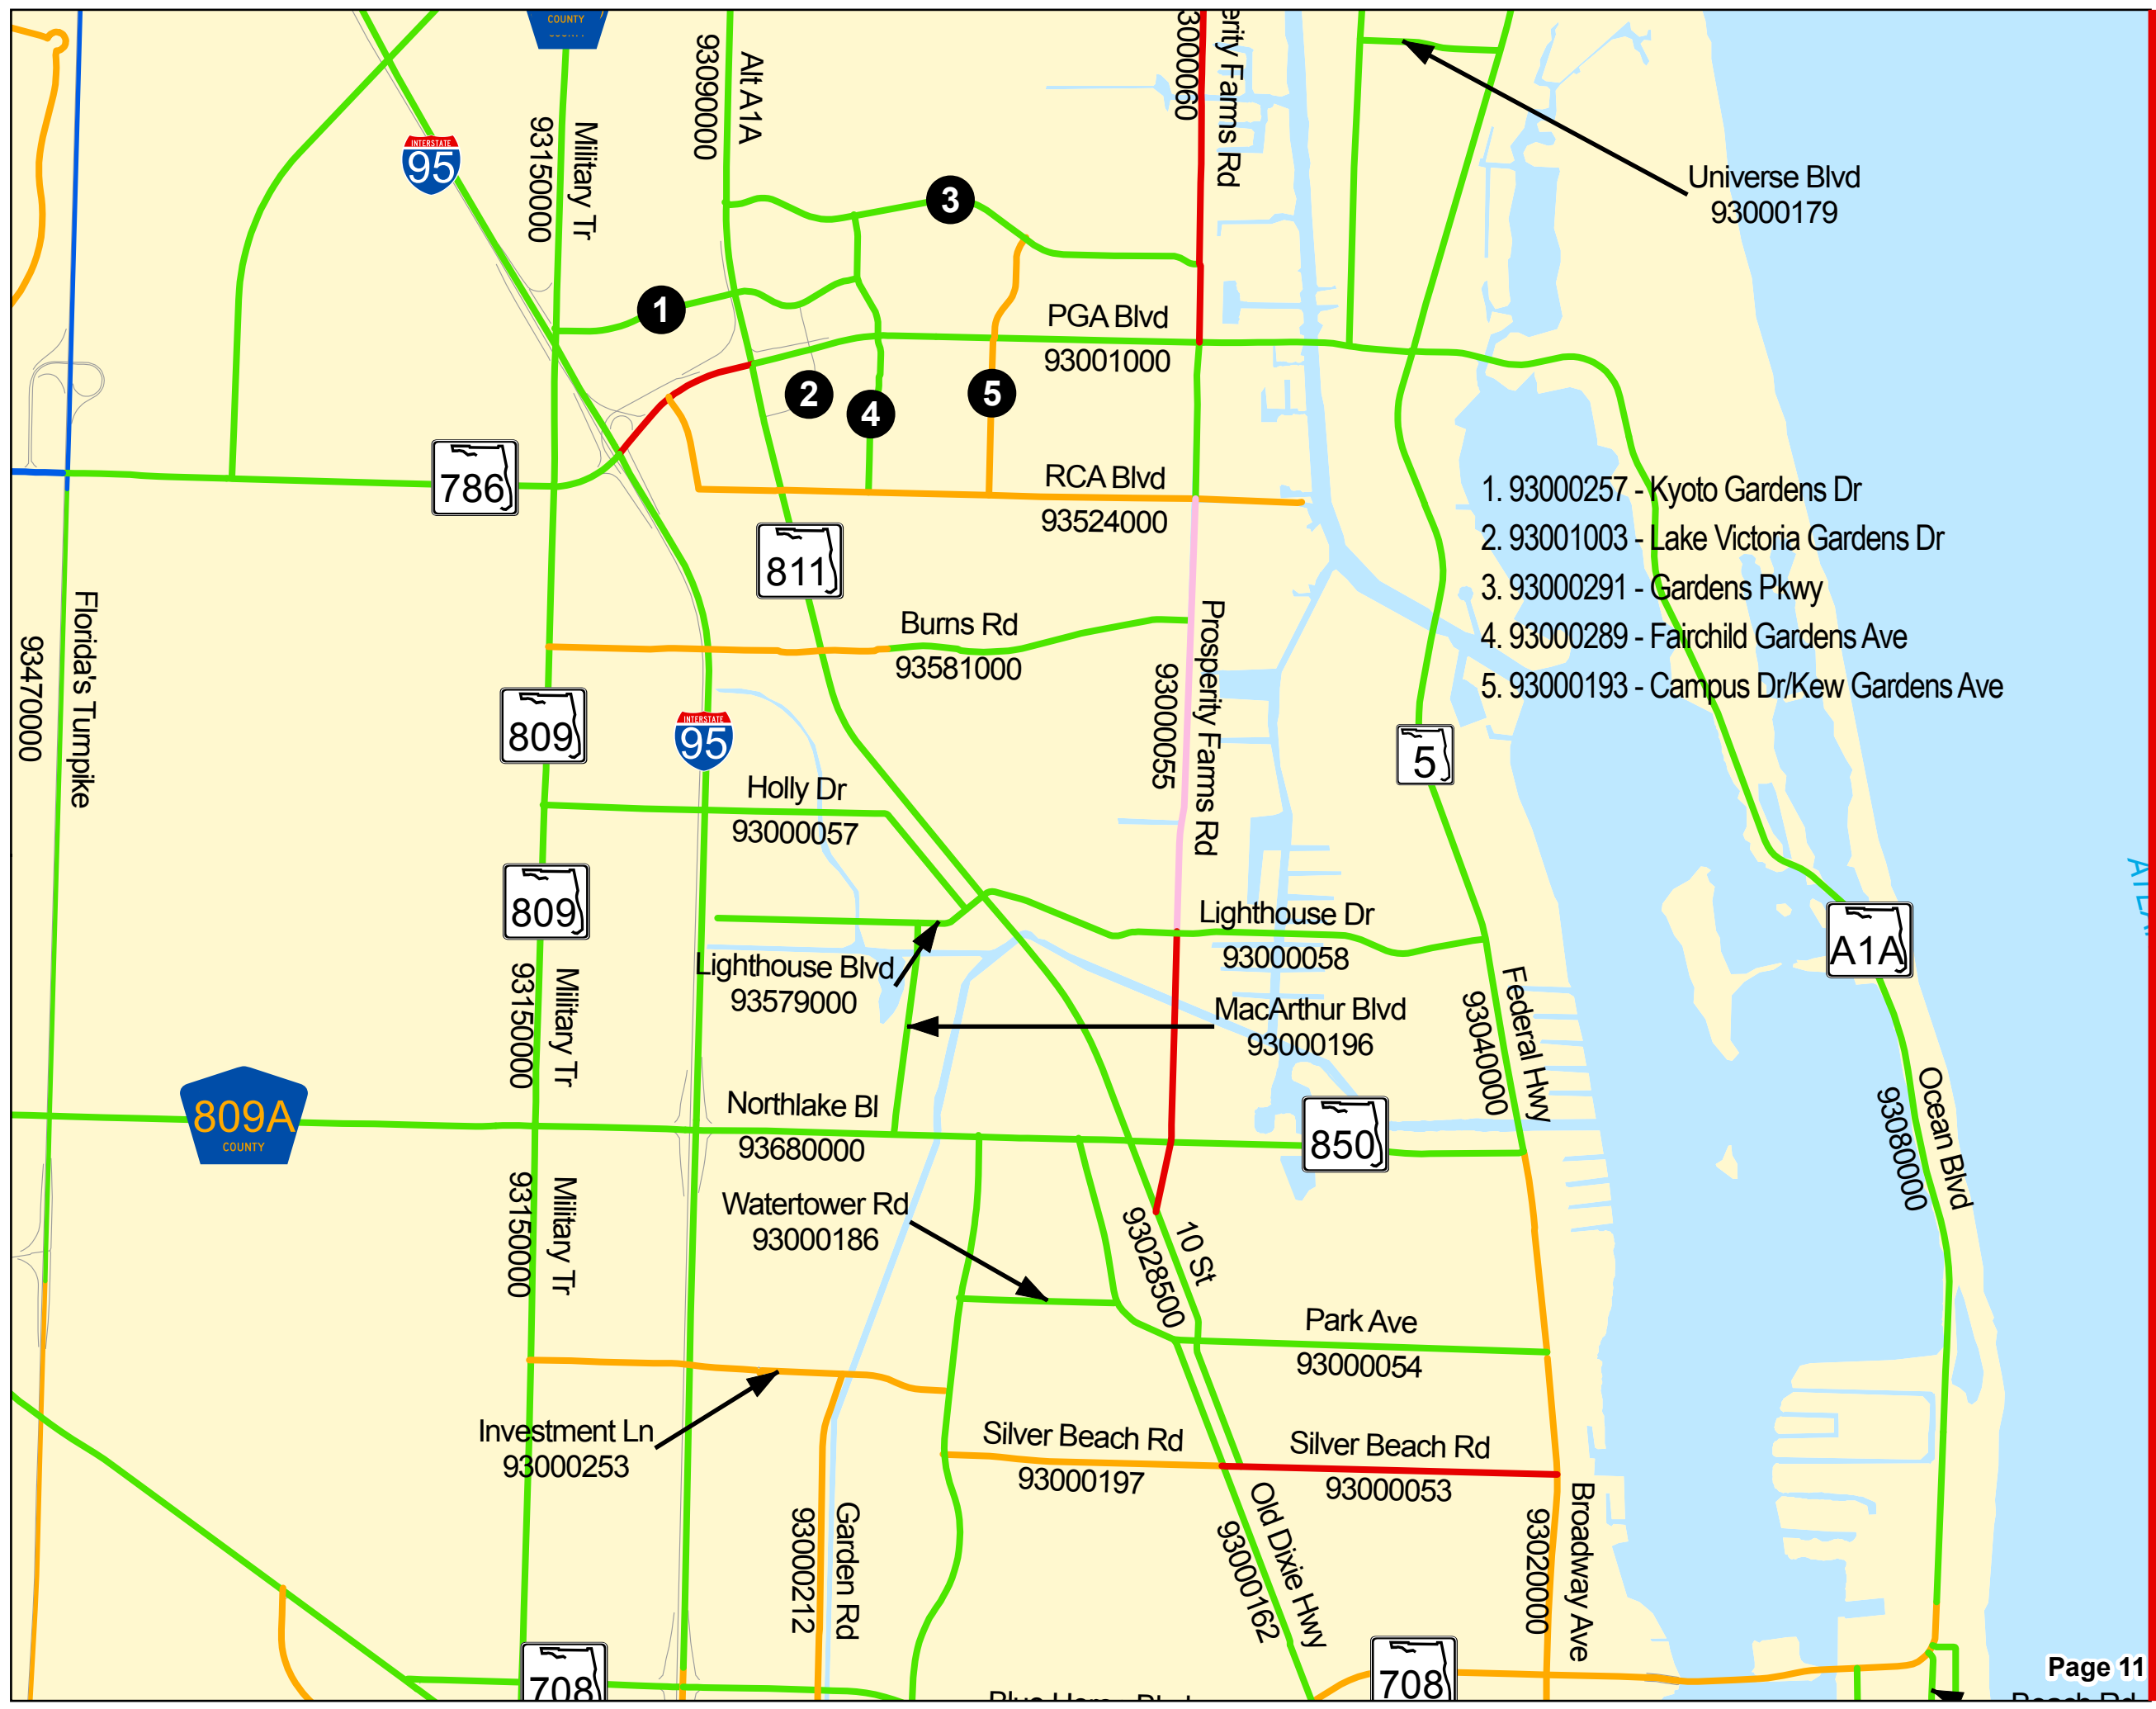 COUNTY
Alt A1A
93090000
Military Tr
93150000
INTERSTATE
95
erity Farms Rd
3000060
Universe Blvd
93000179
3
1
PGA Blvd
93001000
2
4
5
786
RCA Blvd
93524000
1. 93000257 - Kyoto Gardens Dr
2. 93001003 - Lake Victoria Gardens Dr
3. 93000291 - Gardens Pkwy
4. 93000289 - Fairchild Gardens Ave
5. 93000193 - Campus Dr/Kew Gardens Ave
811
Florida's Turnpike
93470000
Burns Rd
93581000
Prosperity Farms Rd
93000055
809
INTERSTATE
95
5
Holly Dr
93000057
809
Lighthouse Dr
93000058
A1A
Lighthouse Blvd
93579000
MacArthur Blvd
93000196
Military Tr
93150000
Federal Hwy
93040000
809A
COUNTY
Northlake Bl
93680000
850
Ocean Blvd
93080000
Military Tr
93150000
Watertower Rd
93000186
10 St
93028500
Park Ave
93000054
Investment Ln
93000253
Silver Beach Rd
93000197
Silver Beach Rd
93000053
Garden Rd
93000212
Old Dixie Hwy
93000162
Broadway Ave
93020000
708
708
Page 11